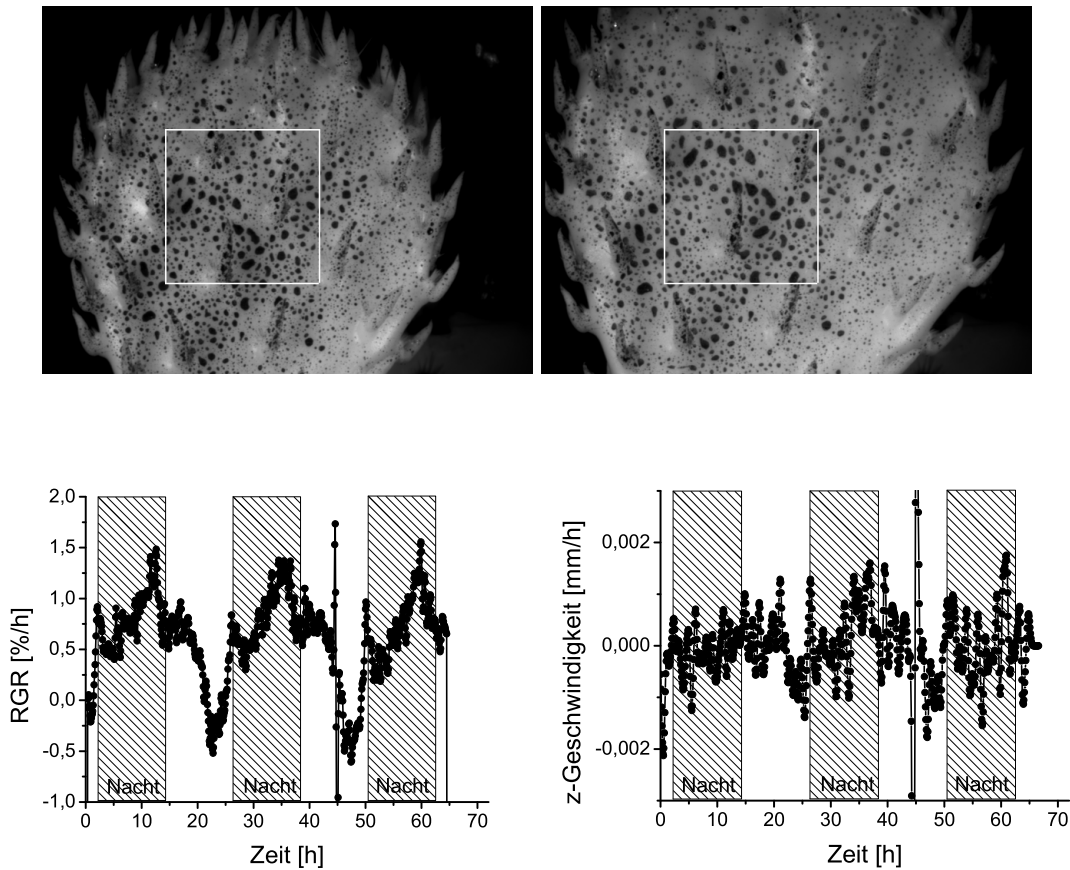 RGR [%/h]
2,0
1,5
1,0
0,5
0,0
-0,5
-1,0
Nacht Nacht Nacht
0 10 20 30 40 50 60 70
Zeit [h]
z-Geschwindigkeit [mm/h]
0,002
0,000
-0,002
Nacht Nacht Nacht
0 10 20 30 40 50 60 70
Zeit [h]